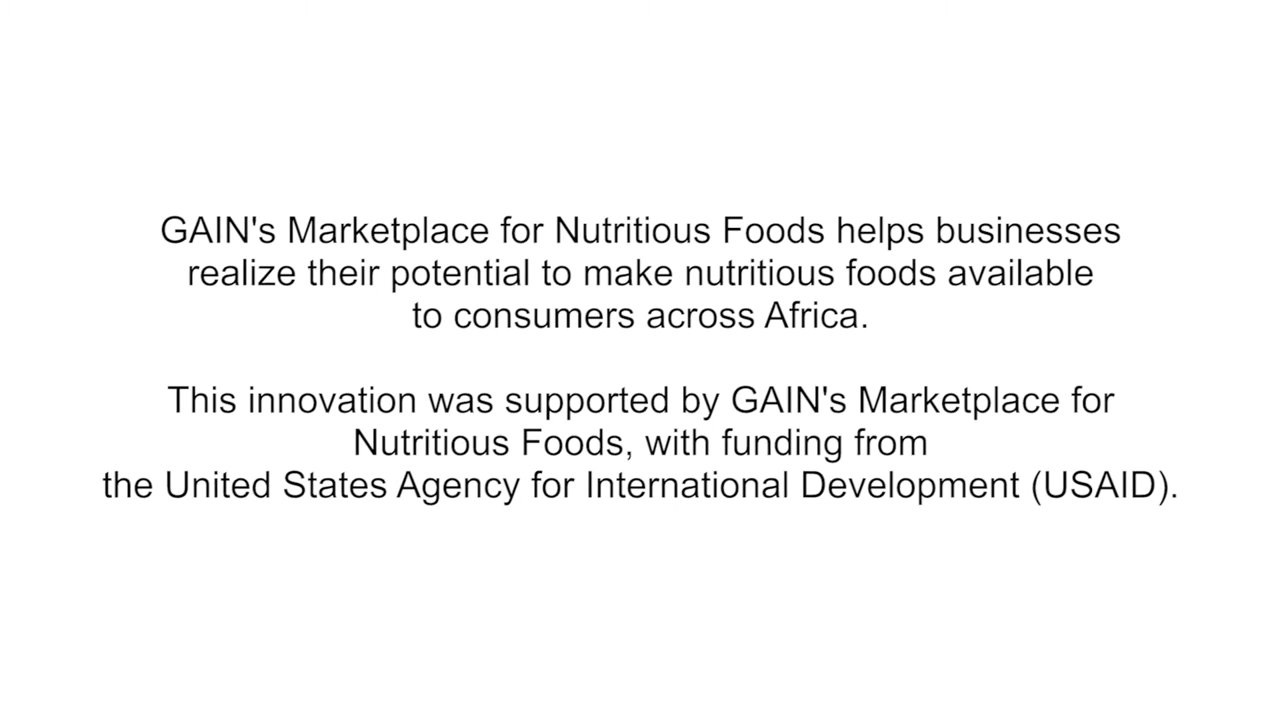 GAIN's Marketplace for Nutritious Foods helps businesses
realize their potential to make nutritious foods available
to consumers across Africa.
This innovation was supported by GAIN's Marketplace for
Nutritious Foods, with funding from
the United States Agency for International Development (USAID).